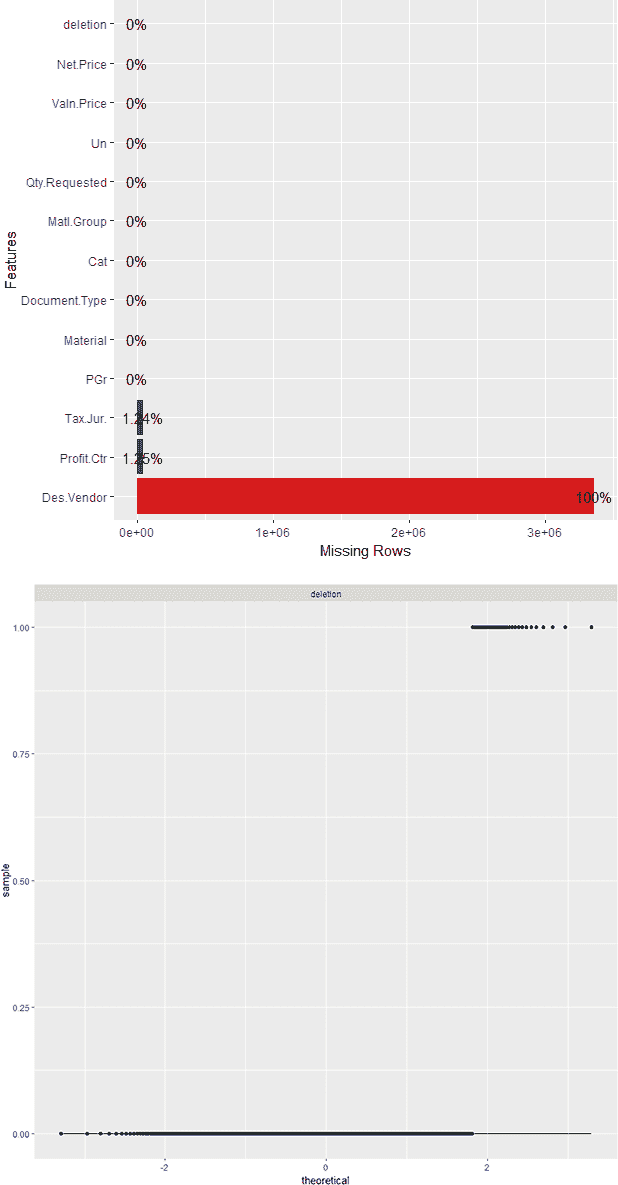 deletion 0%
Net.Price 0%
Valn.Price 0%
Un 0%
Qty.Requested 0%
Matl.Group 0%
Cat 0%
Document.Type 0%
Material 0%
PGr 0%
Tax.Jur. 1.24%
Profit.Ctr 1.25%
Des.Vendor 100%
Features
0e+00 1e+06 2e+06 3e+06
Missing Rows
deletion
1.00
0.75
0.50
0.25
0.00
sample
-2 0 2
theoretical